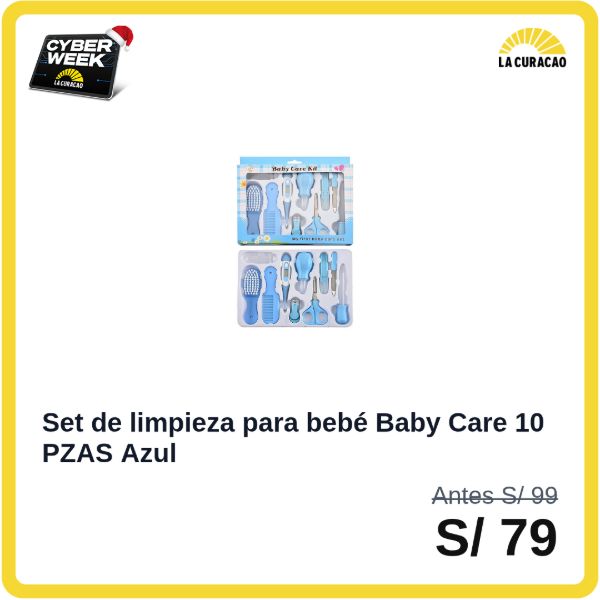 CYBER
WEEK
LA CURACAO
LA CURACAO
Baby Care Kit
Set de limpieza para bebé Baby Care 10
PZAS Azul
Antes S/ 99
S/ 79